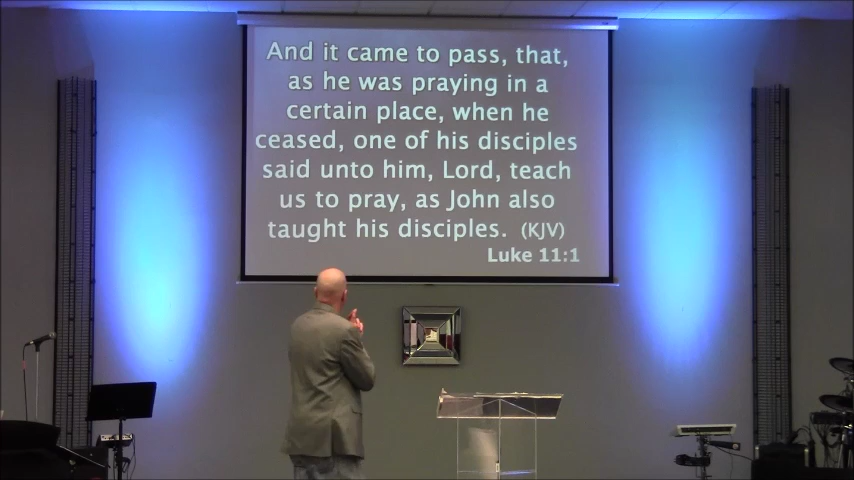 And it came to pass, that,
as he was praying in a
certain place, when he
ceased, one of his disciples
said unto him, Lord, teach
us to pray, as John also
taught his disciples. (KJV)
Luke 11:1